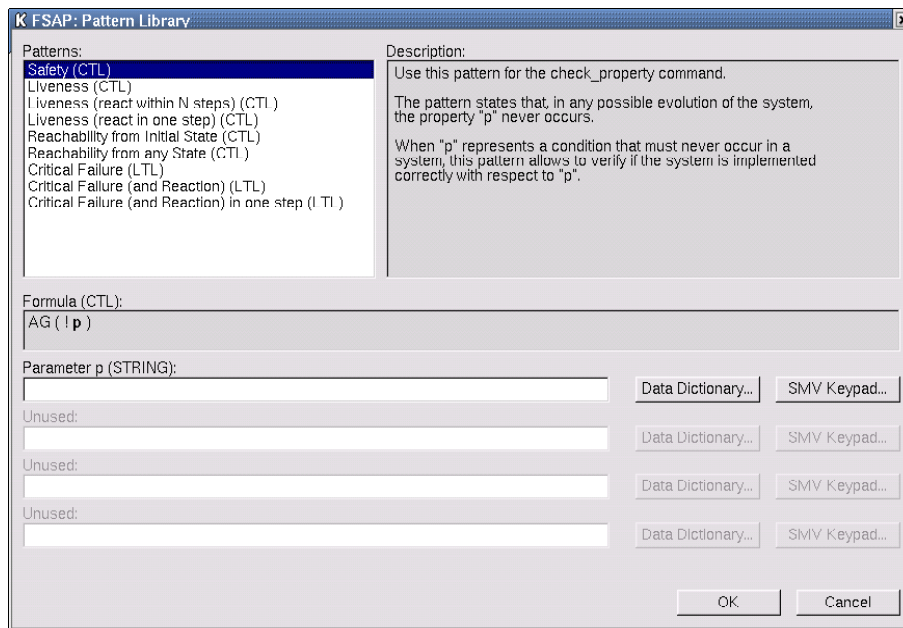 K FSAP: Pattern Library
x
Patterns:
Safety (CTL)
Liveness (CTL)
Liveness (react within N steps) (CTL)
Liveness (react in one step) (CTL)
Reachability from Initial State (CTL)
Reachability from any State (CTL)
Critical Failure (LTL)
Critical Failure (and Reaction) (LTL)
Critical Failure (and Reaction) in one step (LTL)
Description:
Use this pattern for the check_property command.
The pattern states that, in any possible evolution of the system,
the property "p" never occurs.
When "p" represents a condition that must never occur in a
system, this pattern allows to verify if the system is implemented
correctly with respect to "p".
Formula (CTL):
AG ( ! p )
Parameter p (STRING):
Data Dictionary... SMV Keypad...
Unused:
Data Dictionary... SMV Keypad...
Unused:
Data Dictionary... SMV Keypad...
Unused:
Data Dictionary... SMV Keypad...
OK Cancel